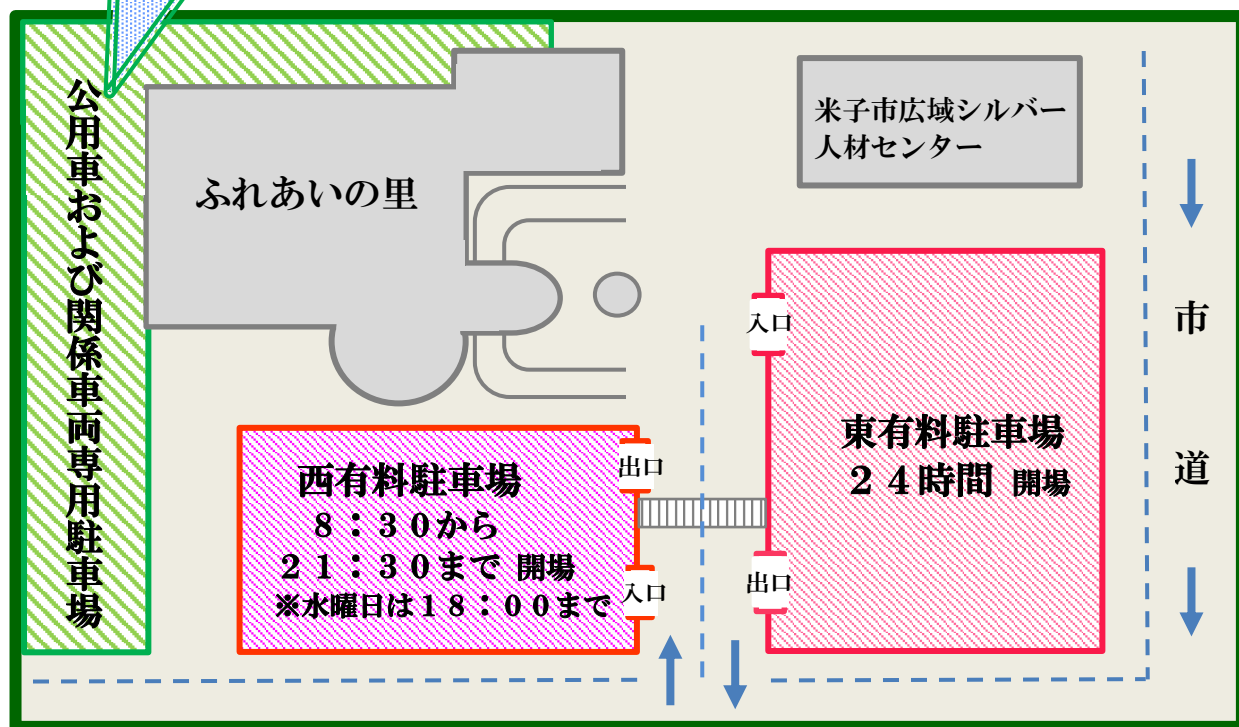 公用車および関係車両専用駐車場
ふれあいの里
米子市広域シルバー
人材センター
入口
市道
東有料駐車場
２４時間 開場
出口
西有料駐車場
８：３０から
２１：３０まで 開場
※水曜日は１８：００まで
出口
入口